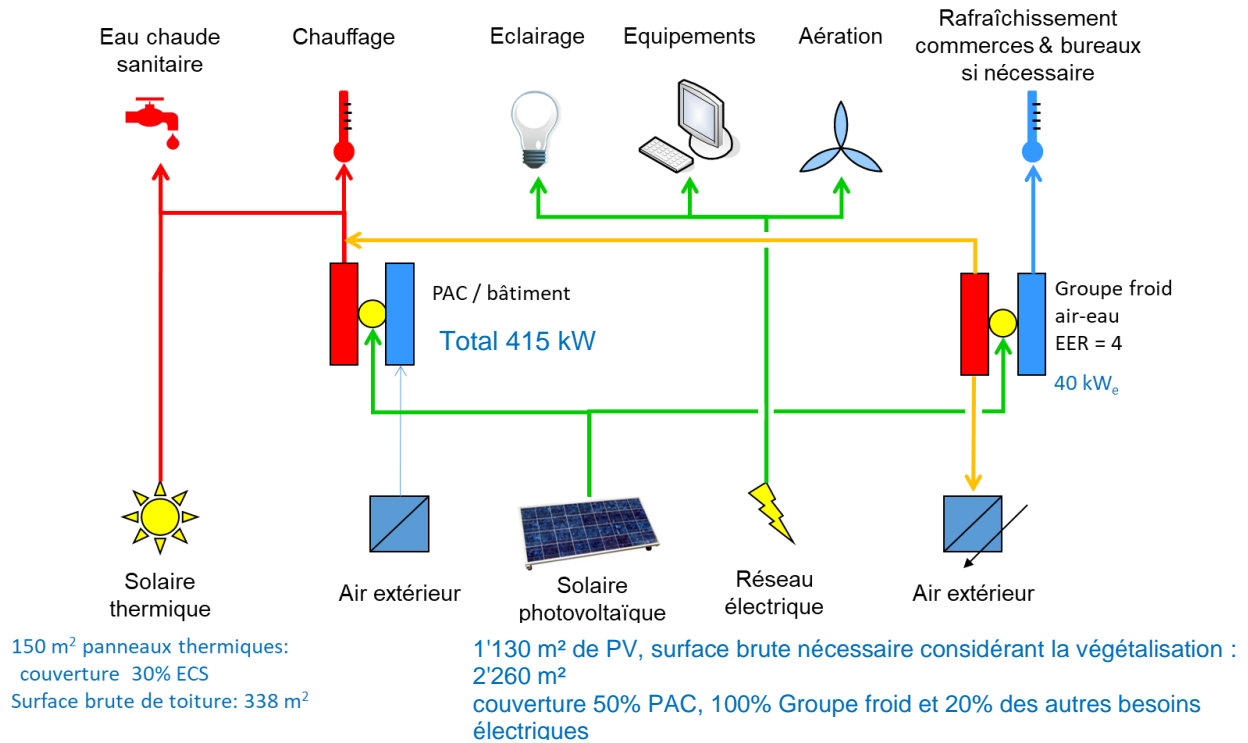 Eau chaude
sanitaire
Chauffage
Eclairage
Equipements
Aération
Rafraîchissement
commerces & bureaux
si nécessaire
PAC / bâtiment
Total 415 kW
Groupe froid
air-eau
EER = 4
40 kWe
Solaire
thermique
Air extérieur
Solaire
photovoltaïque
Réseau
électrique
Air extérieur
150 m² panneaux thermiques:
couverture 30% ECS
Surface brute de toiture: 338 m²
1'130 m² de PV, surface brute nécessaire considérant la végétalisation :
2'260 m²
couverture 50% PAC, 100% Groupe froid et 20% des autres besoins
électriques